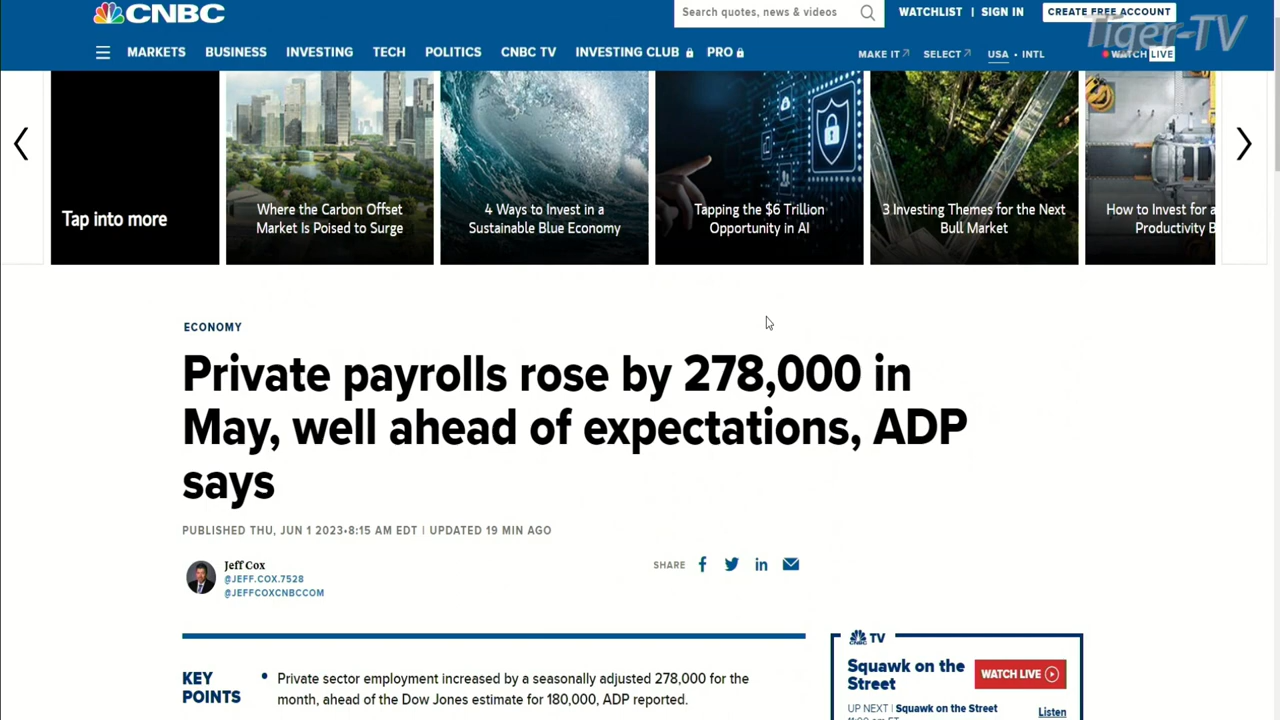 CNBC
Search quotes, news & videos
WATCHLIST | SIGN IN
CREATE FREE ACCOUNT
Tiger-TV
MARKETS BUSINESS INVESTING TECH POLITICS CNBC TV INVESTING CLUB PRO
MAKE IT SELECT USA • INTL
WATCH LIVE
Tap into more
Where the Carbon Offset
Market Is Poised to Surge
4 Ways to Invest in a
Sustainable Blue Economy
Tapping the $6 Trillion
Opportunity in AI
3 Investing Themes for the Next
Bull Market
How to Invest for a
Productivity B
ECONOMY
Private payrolls rose by 278,000 in
May, well ahead of expectations, ADP
says
PUBLISHED THU, JUN 1 2023•8:15 AM EDT | UPDATED 19 MIN AGO
Jeff Cox
@JEFF.COX.7528
@JEFFCOXCNBCCOM
SHARE
KEY
POINTS
• Private sector employment increased by a seasonally adjusted 278,000 for the
month, ahead of the Dow Jones estimate for 180,000, ADP reported.
CNBC TV
Squawk on the
Street
WATCH LIVE
UP NEXT | Squawk on the Street
Listen